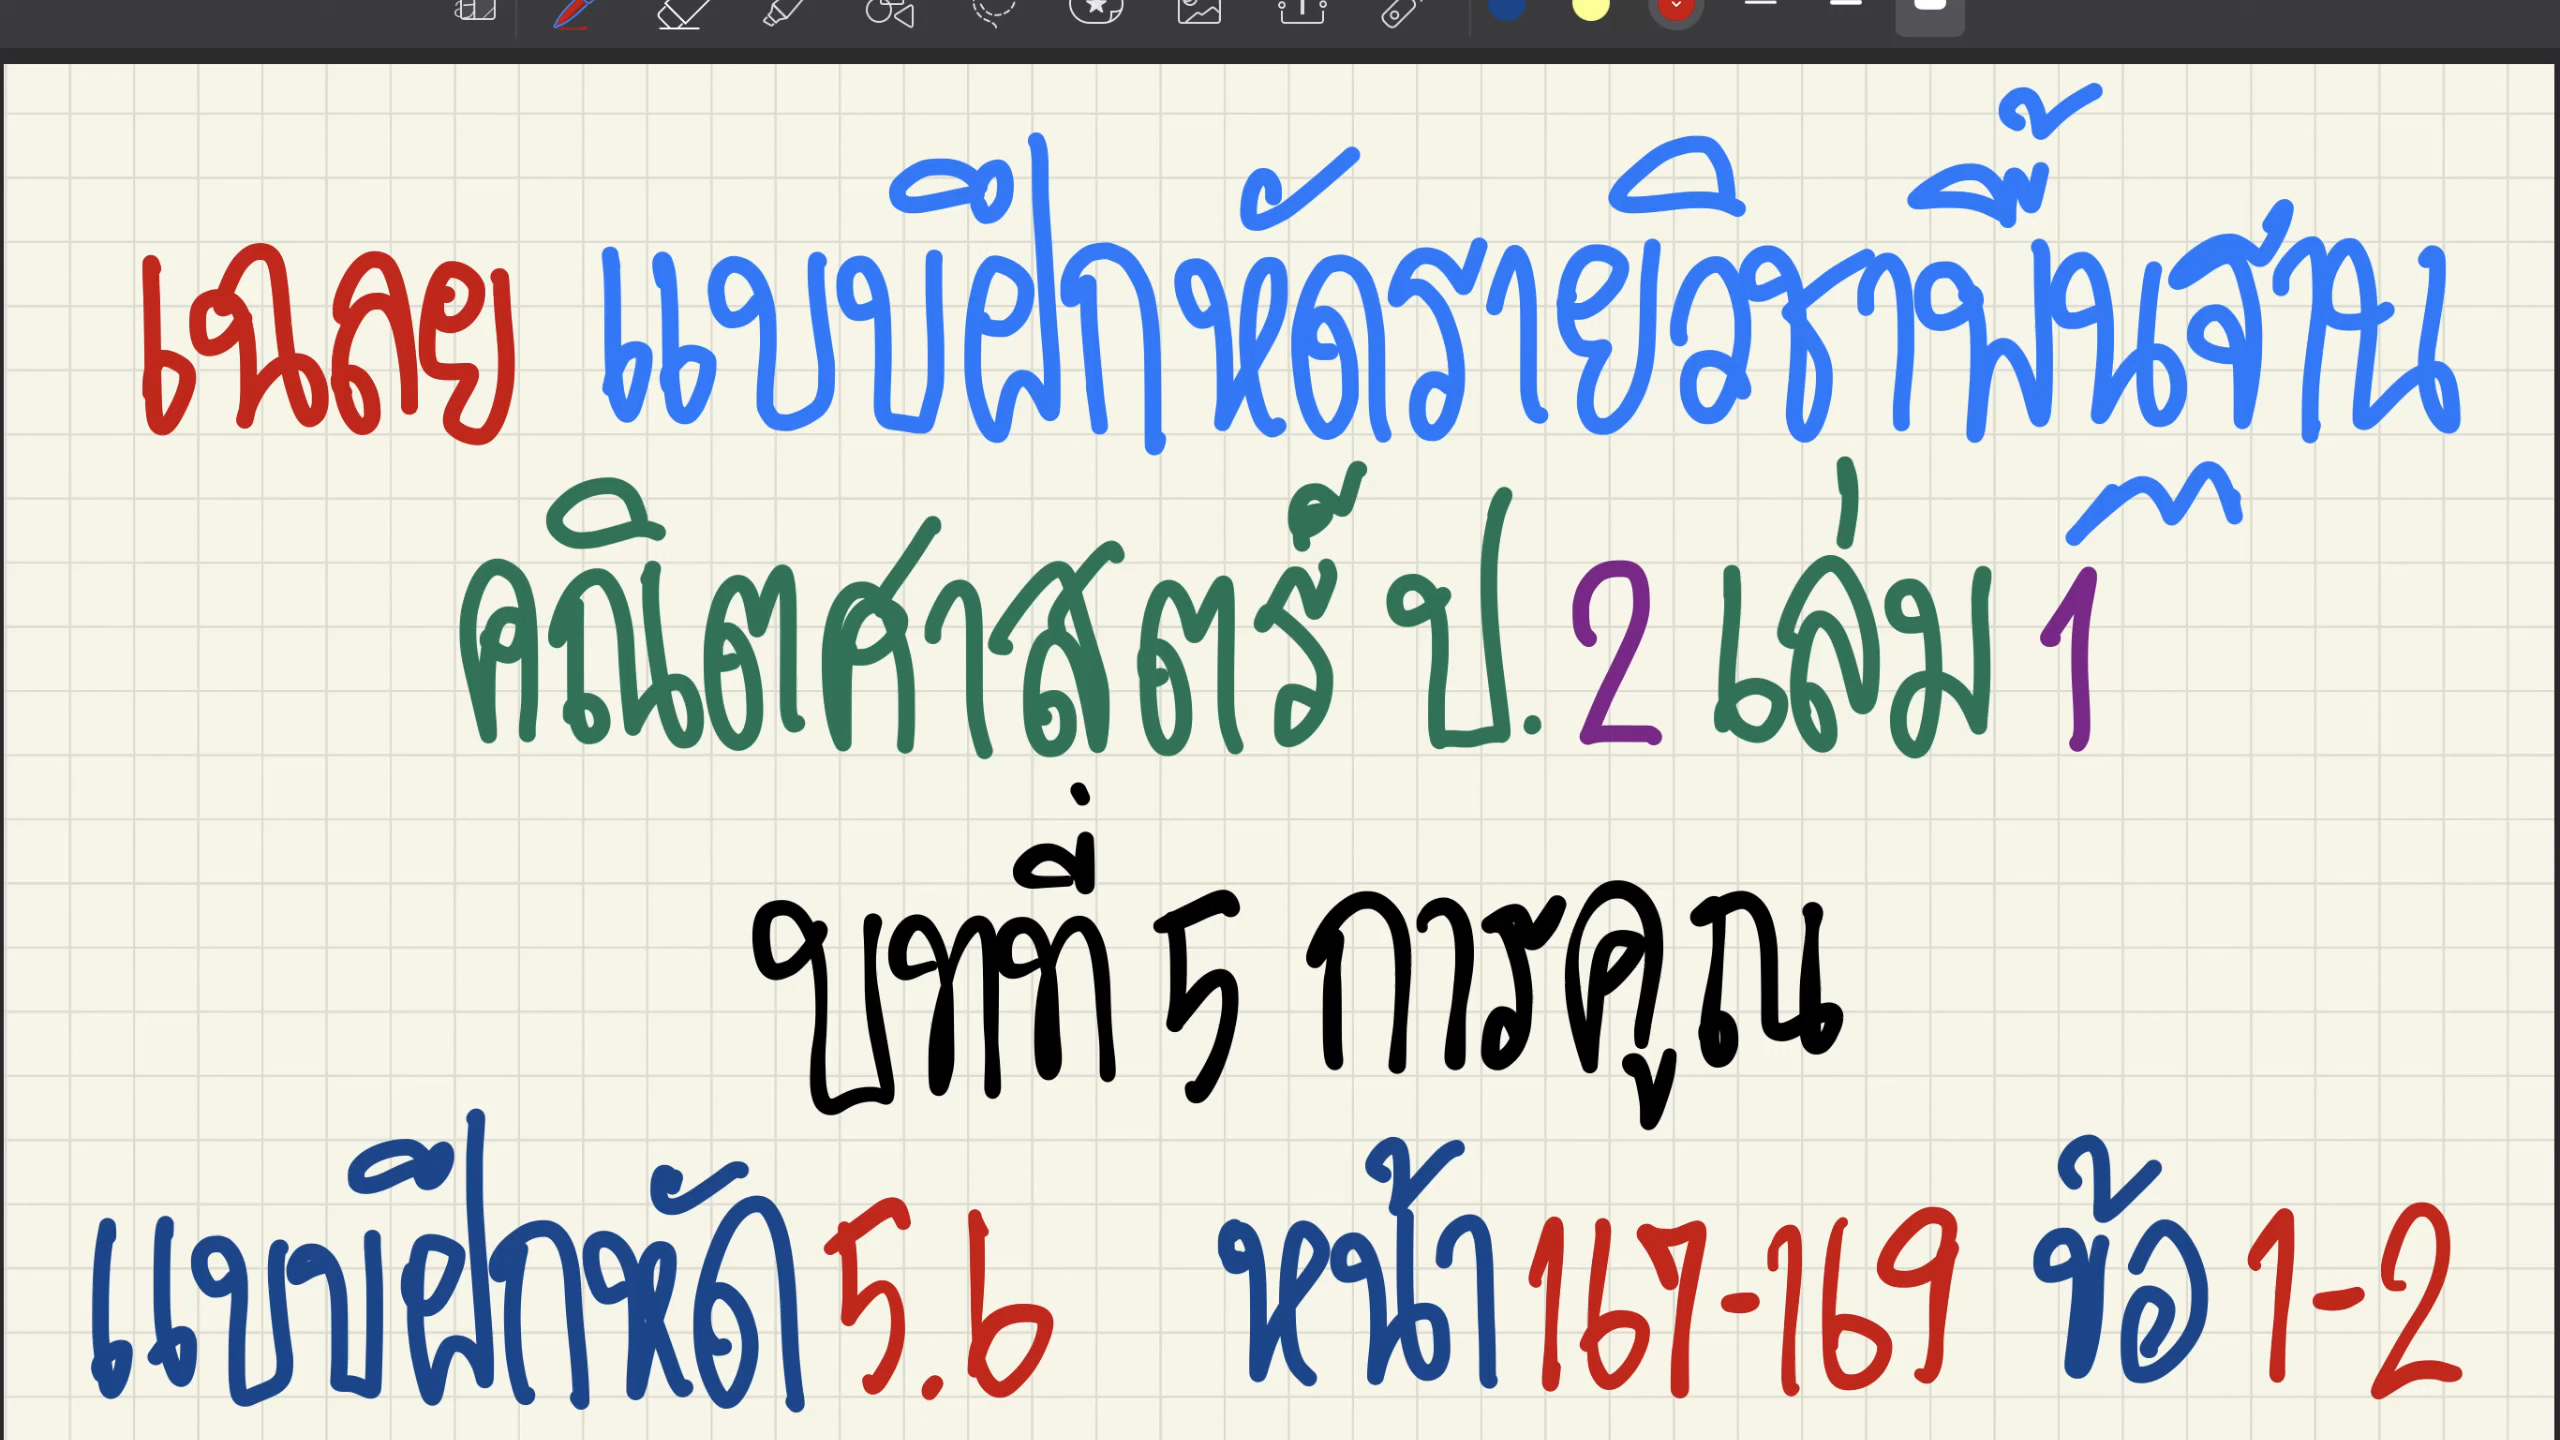 เฉลย แบบฝึกหัดรายวิชาพื้นฐาน
คณิตศาสตร์ ป.2 เล่ม 1
บทที่ 5 การคูณ
แบบฝึกหัด 5.6 หน้า 167-169 ข้อ 1-2